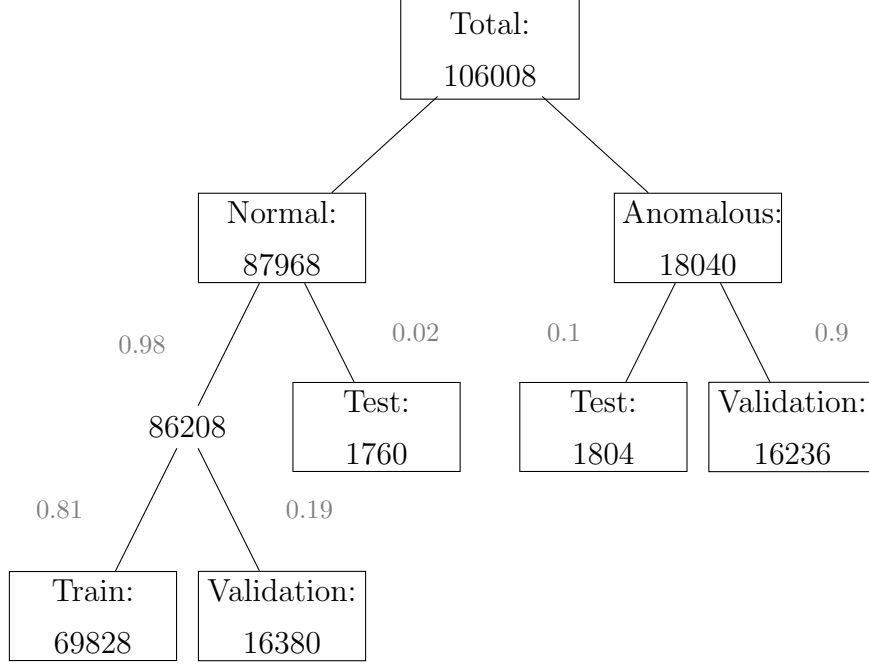 Total:
106008
Normal:
87968
Anomalous:
18040
0.98
0.02
0.1
0.9
86208
Test:
1760
Test:
1804
Validation:
16236
0.81
0.19
Train:
69828
Validation:
16380